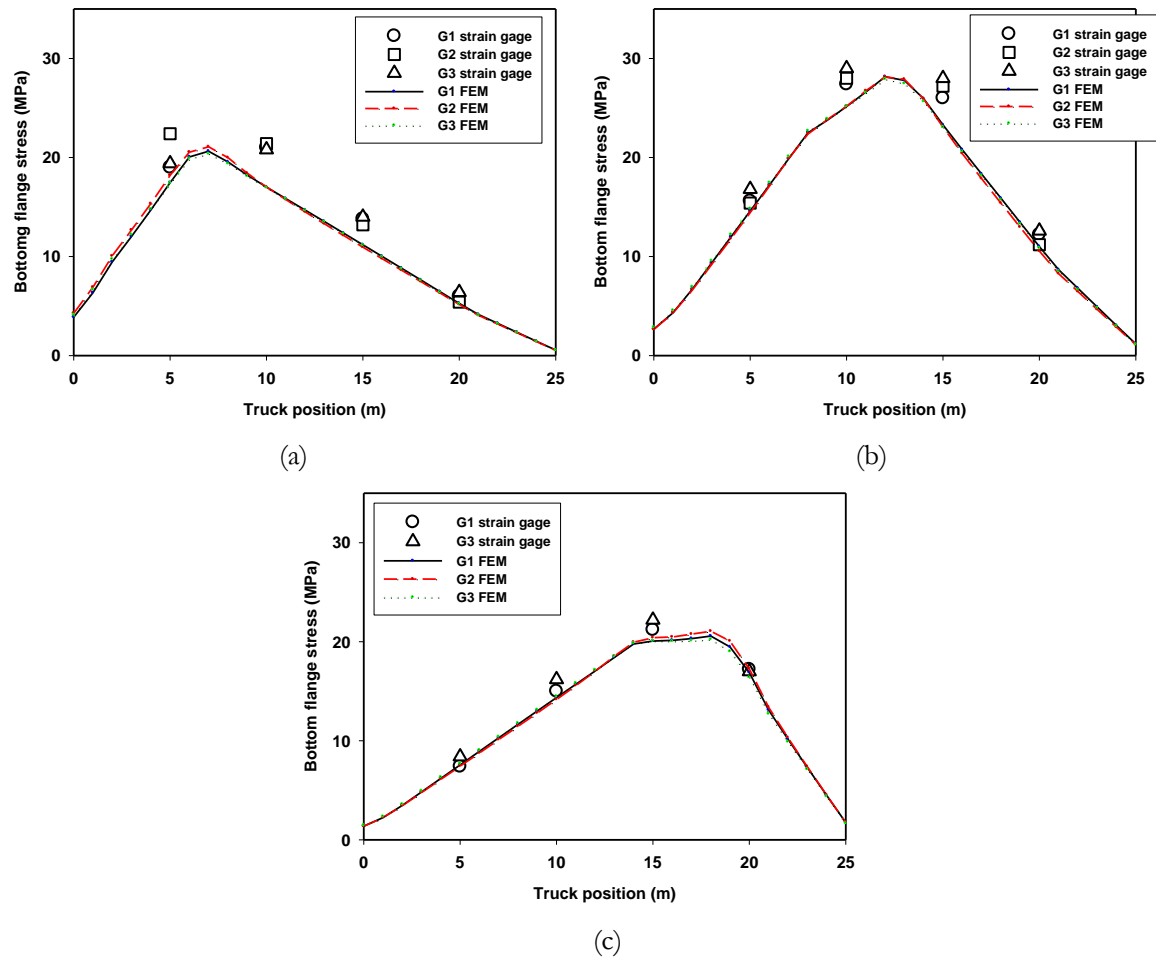 G1 strain gage
G2 strain gage
G3 strain gage
G1 FEM
G2 FEM
G3 FEM
Bottomg flange stress (MPa)
30
20
10
0
0 5 10 15 20 25
Truck position (m)
(a)
G1 strain gage
G2 strain gage
G3 strain gage
G1 FEM
G2 FEM
G3 FEM
Bottom flange stress (MPa)
30
20
10
0
0 5 10 15 20 25
Truck position (m)
(b)
G1 strain gage
G3 strain gage
G1 FEM
G2 FEM
G3 FEM
Bottom flange stress (MPa)
30
20
10
0
0 5 10 15 20 25
Truck position (m)
(c)